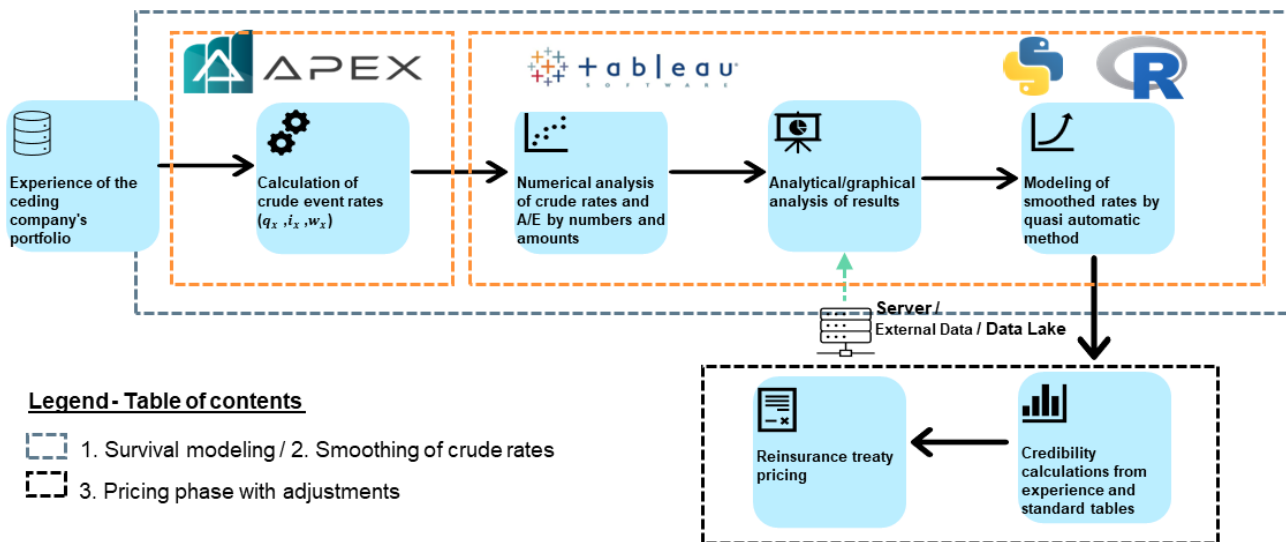 APEX
+ableau
SOFTWARE
R
Experience of the
ceding
company's
portfolio
Calculation of
crude event rates
(qₓ ,iₓ ,wₓ)
Numerical analysis
of crude rates and
A/E by numbers and
amounts
Analytical/graphical
analysis of results
Modeling of
smoothed rates by
quasi automatic
method
Server /
External Data / Data Lake
Reinsurance treaty
pricing
Credibility
calculations from
experience and
standard tables
Legend - Table of contents
1. Survival modeling / 2. Smoothing of crude rates
3. Pricing phase with adjustments